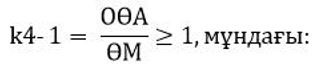 k4- 1 = ОӨА / ӨМ ≥ 1, мұндағы: